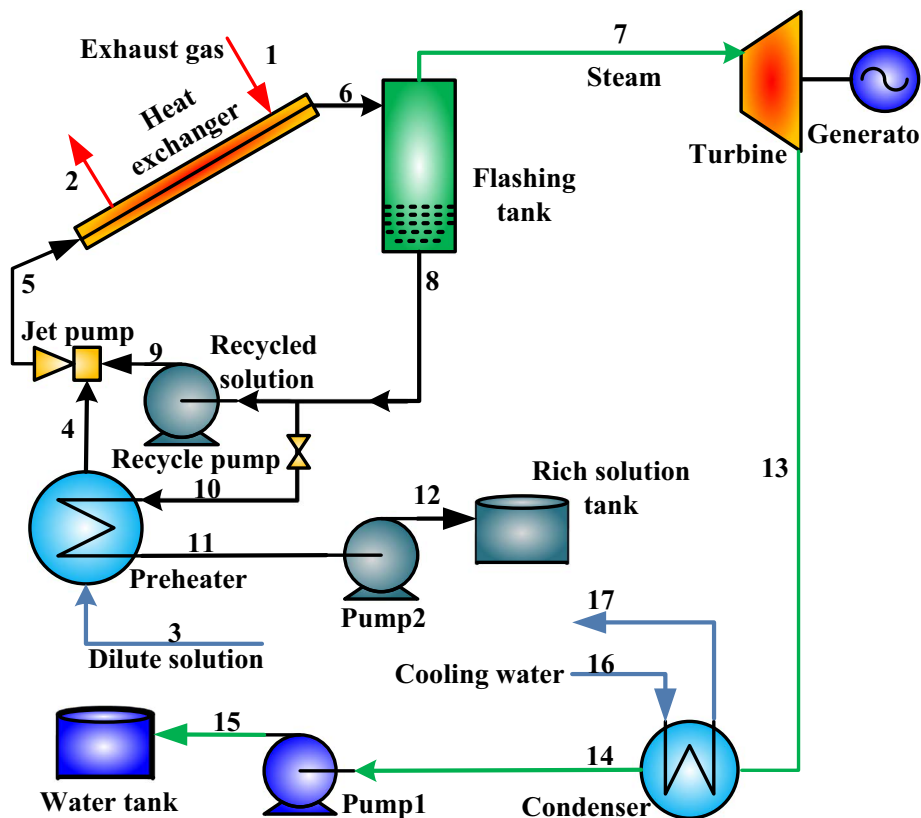 7
Exhaust gas
1
Steam
Heat
exchanger
6
Generato
Turbine
2
Flashing
tank
5
8
Jet pump
9
Recycled
solution
4
Recycle pump
13
Rich solution
tank
10
12
11
Preheater
Pump2
17
3
Dilute solution
Cooling water
16
15
14
Water tank
Pump1
Condenser